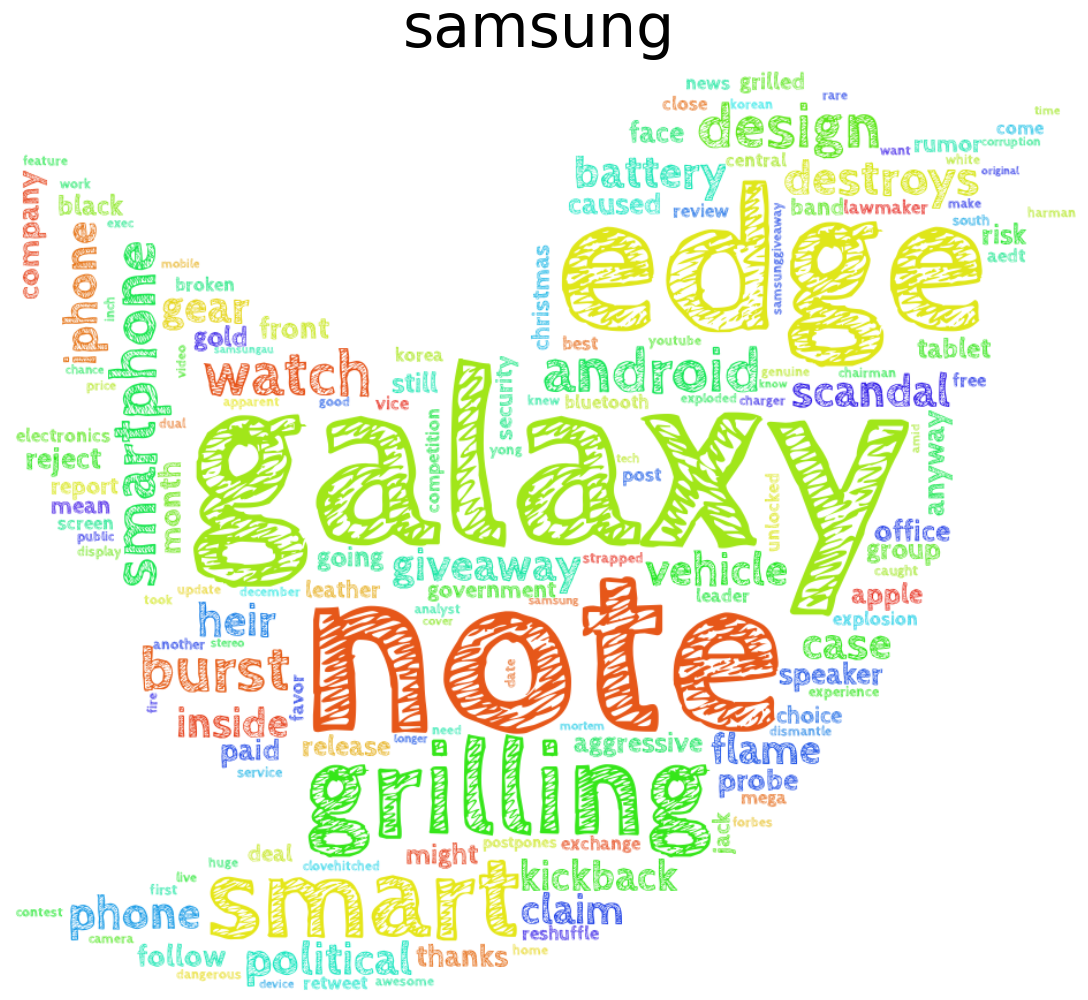 samsung
news grilled
rare
close korean
time
face design come
want rumor corruption
feature central white
battery destroys original
work
company black exec
caused review band lawmaker make harman
south
iphone smartphone edge samsunggiveaway risk
aedt
mobile
inch broken christmas
gear
gold front best youtube
samsungau korea tablet
chance video watch still security android genuine chairman
know
price apparent good vice knew bluetooth exploded charger scandal free
dual galaxy competition amid anyway
electronics
reject yong tech
report month post unlocked
mean
screen office
public
display going giveaway strapped vehicle group
caught
took update december leather government leader apple
samsung
analyst
cover explosion
heir
another stereo note case
burst date speaker
fire favor experience
inside choice
need mortem dismantle
paid release longer aggressive flame
service grilling probe
mega
jack forbes
postpones
deal might exchange
huge clovehitched
live smart kickback
first
contest phone claim
camera reshuffle
follow political thanks home
dangerous
device retweet awesome